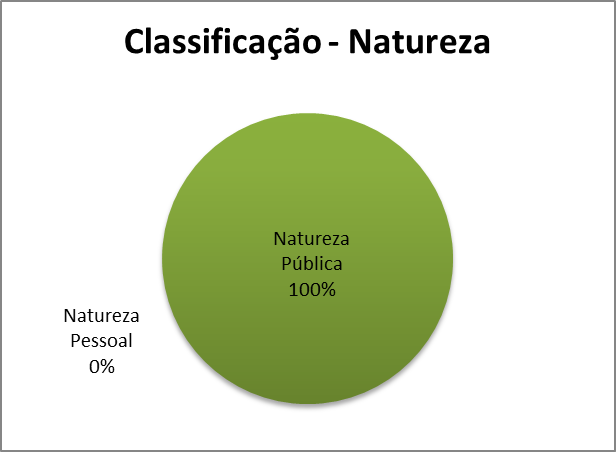 Classificação - Natureza
Natureza
Pública
100%
Natureza
Pessoal
0%